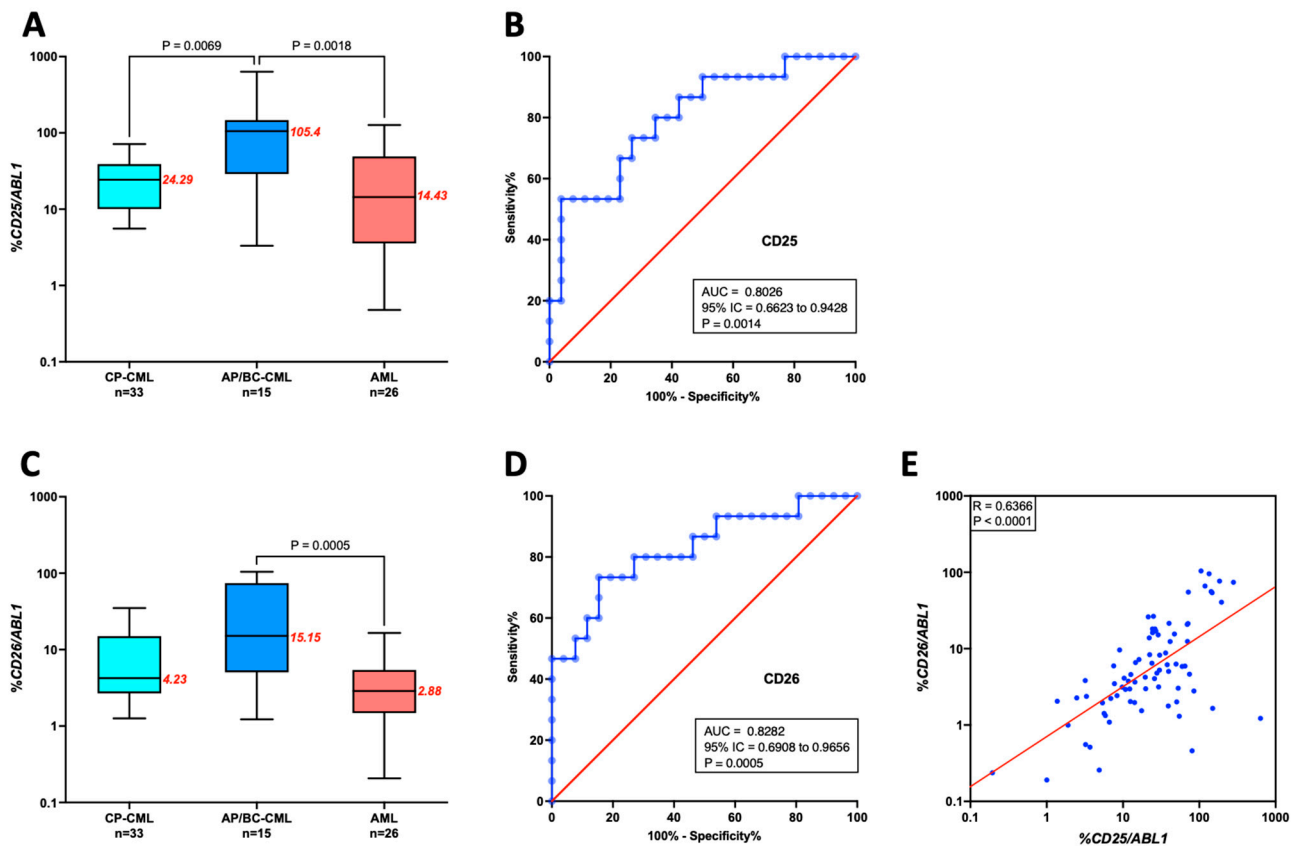 A
P = 0.0069
P = 0.0018
%CD25/ABL1
1000
100
10
1
0.1
24.29
105.4
14.43
CP-CML
n=33
AP/BC-CML
n=15
AML
n=26
B
Sensitivity%
100
80
60
40
20
0
CD25
AUC = 0.8026
95% IC = 0.6623 to 0.9428
P = 0.0014
0 20 40 60 80 100
100% - Specificity%
C
P = 0.0005
%CD26/ABL1
1000
100
10
1
0.1
4.23
15.15
2.88
CP-CML
n=33
AP/BC-CML
n=15
AML
n=26
D
Sensitivity%
100
80
60
40
20
0
CD26
AUC = 0.8282
95% IC = 0.6908 to 0.9656
P = 0.0005
0 20 40 60 80 100
100% - Specificity%
E
R = 0.6366
P < 0.0001
%CD26/ABL1
1000
100
10
1
0.1
0.1 1 10 100 1000
%CD25/ABL1